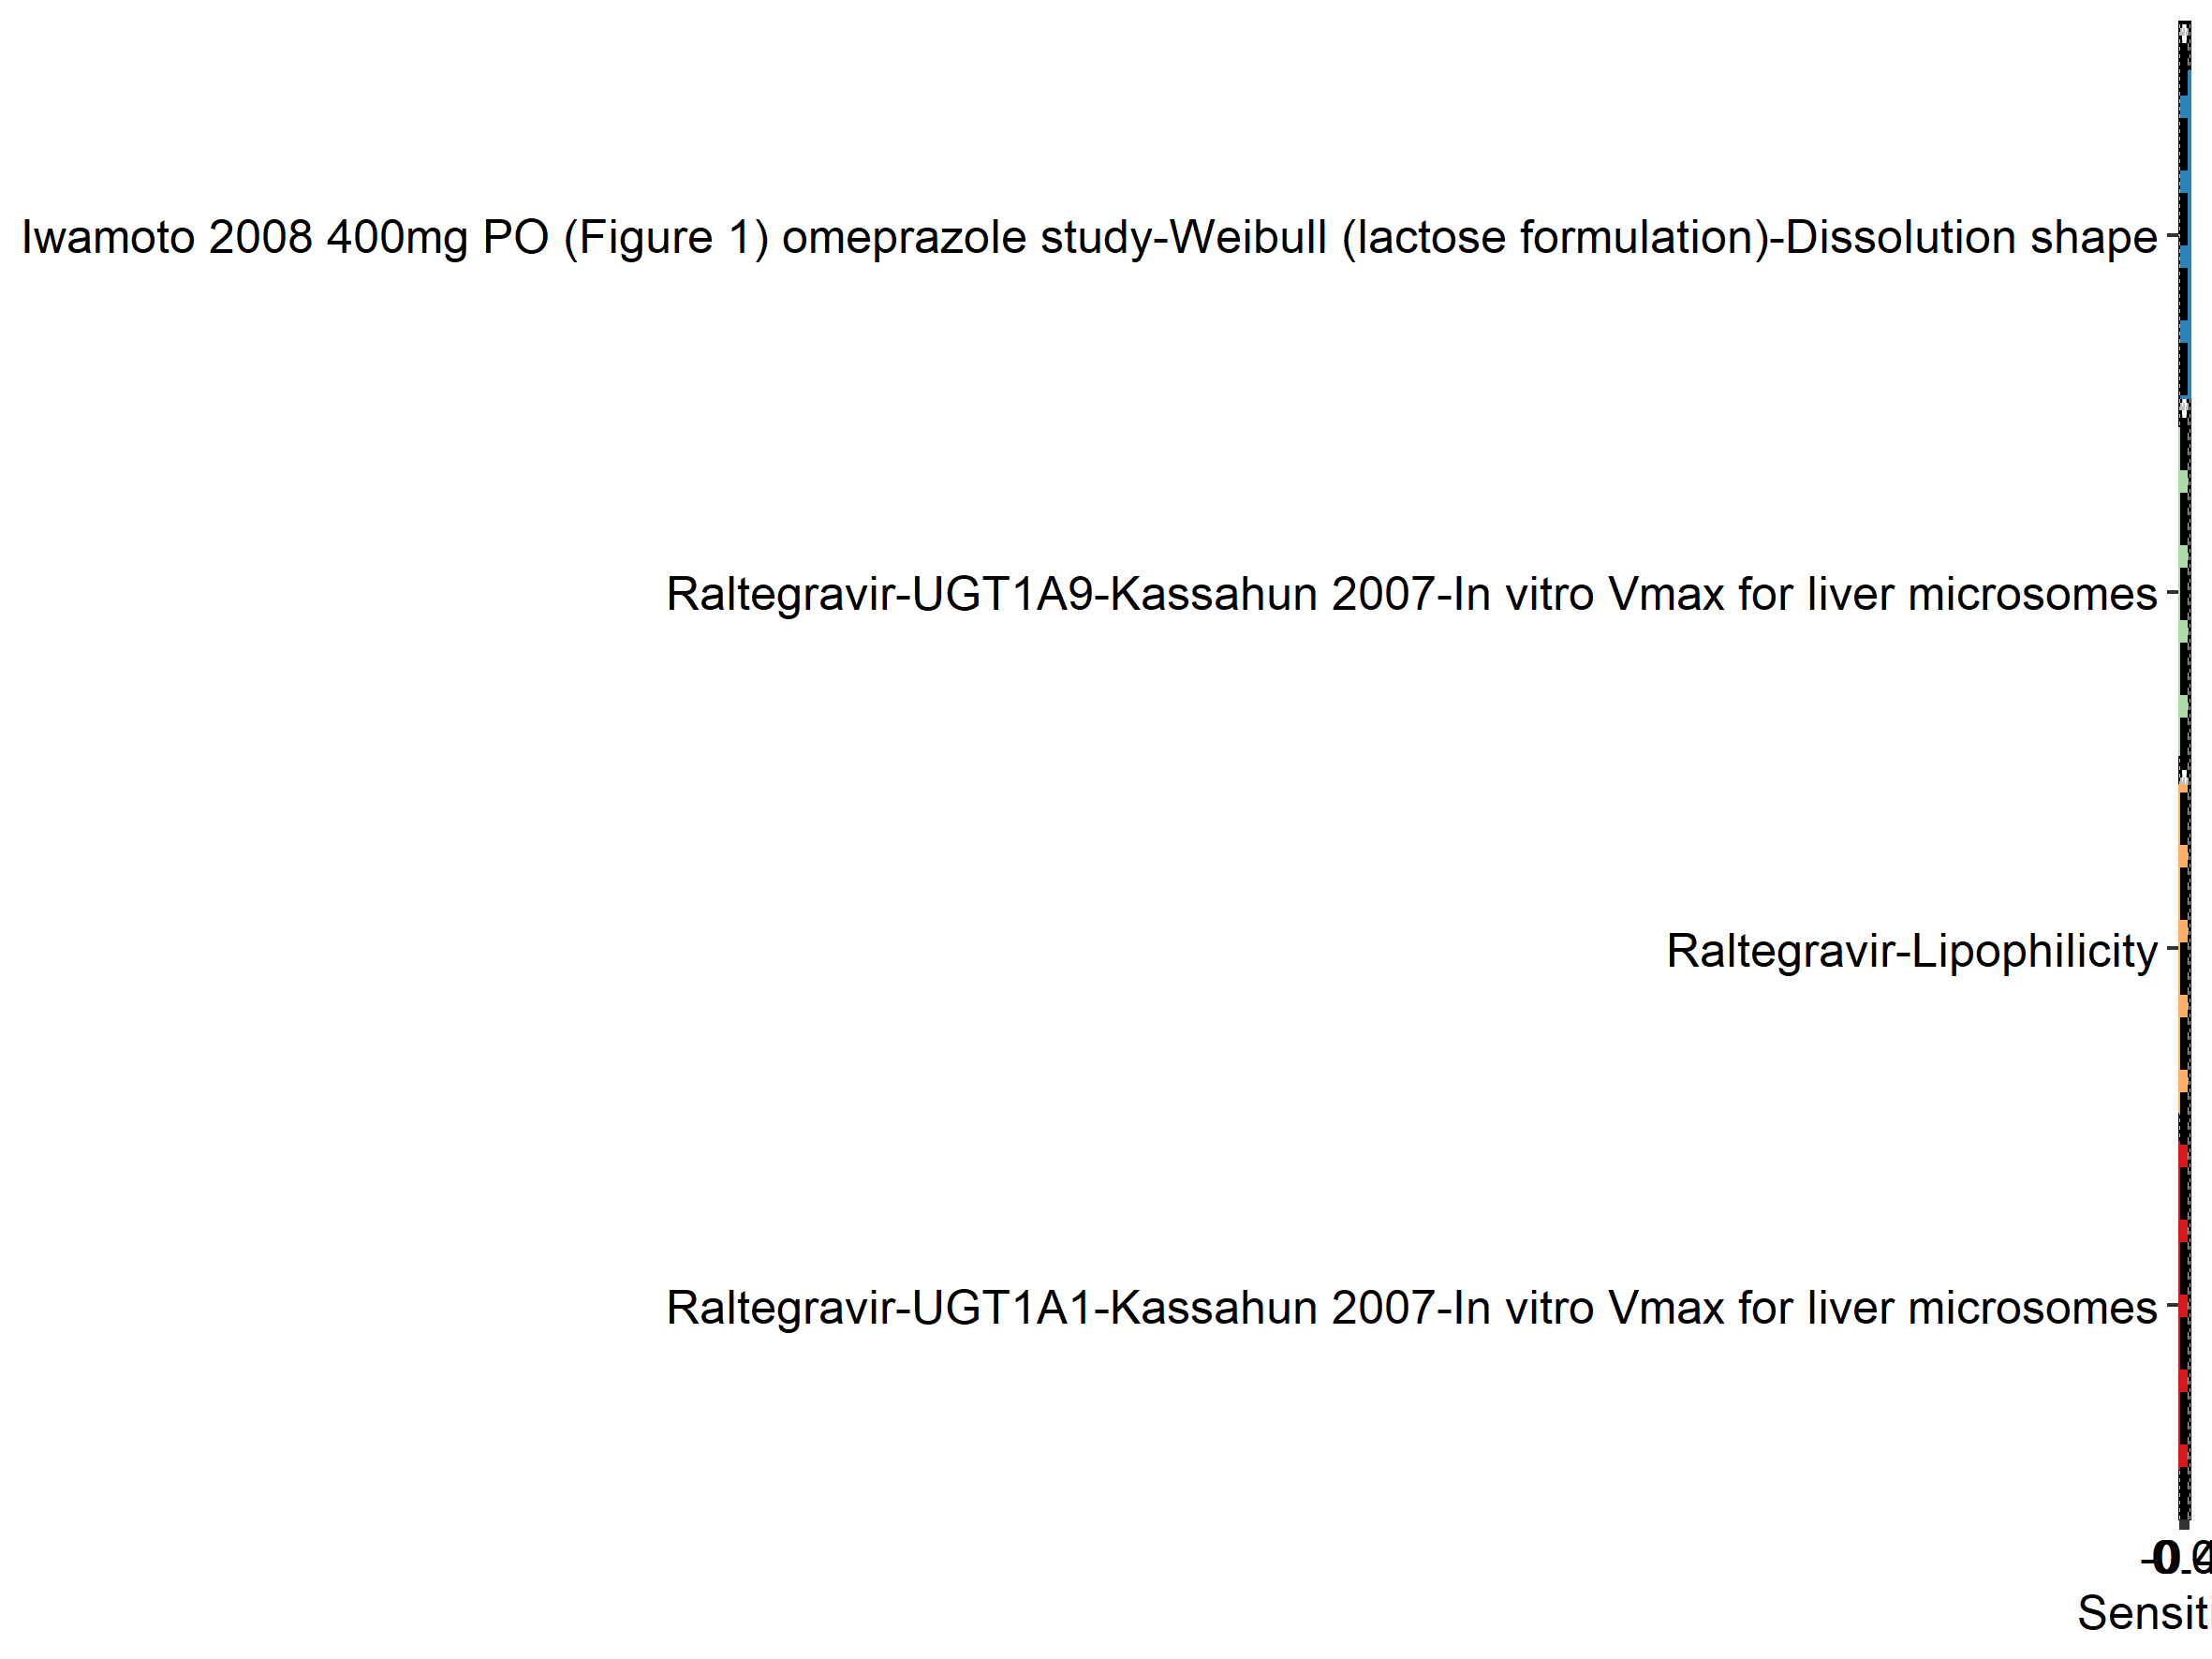 Iwamoto 2008 400mg PO (Figure 1) omeprazole study-Weibull (lactose formulation)-Dissolution shape
Raltegravir-UGT1A9-Kassahun 2007-In vitro Vmax for liver microsomes
Raltegravir-Lipophilicity
Raltegravir-UGT1A1-Kassahun 2007-In vitro Vmax for liver microsomes
Sensiti